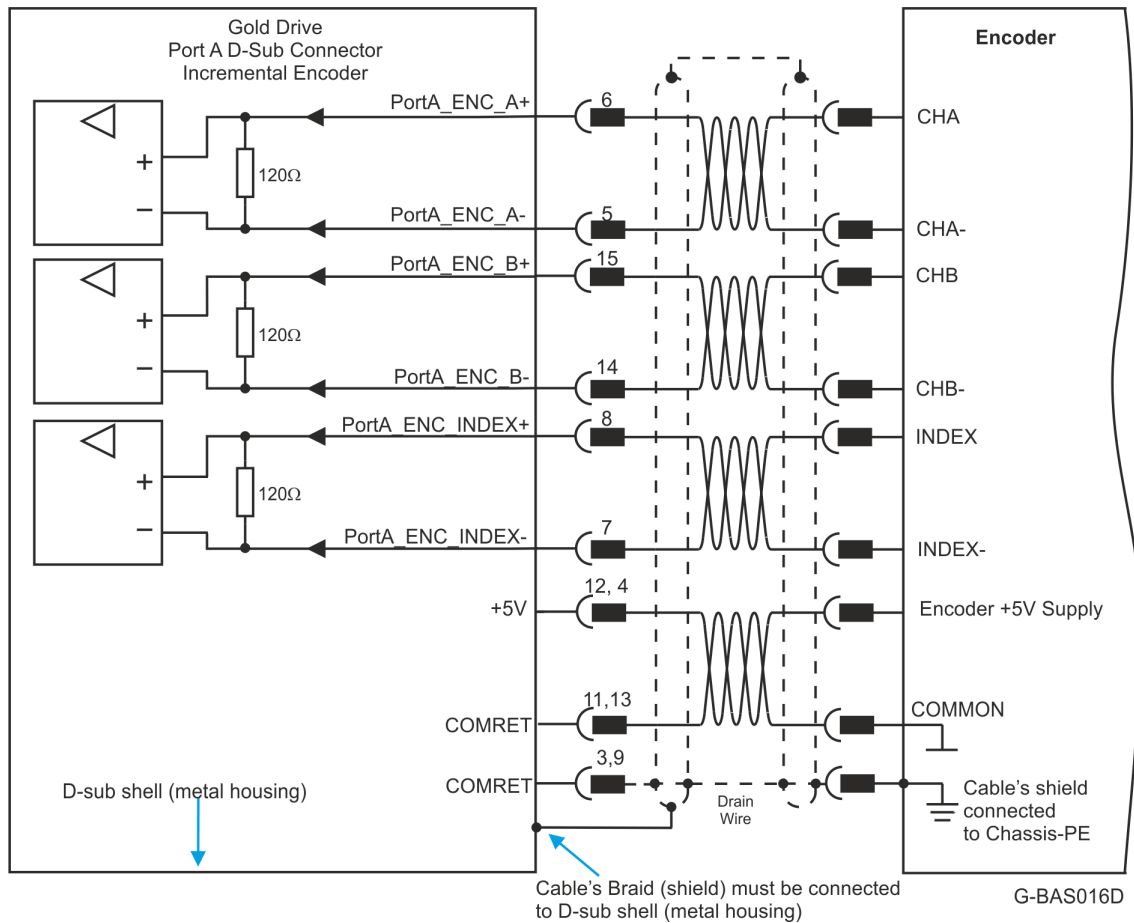 Gold Drive
Port A D-Sub Connector
Incremental Encoder
Encoder
PortA_ENC_A+
6
CHA
+
120Ω
−
PortA_ENC_A-
5
CHA-
PortA_ENC_B+
15
CHB
+
120Ω
−
PortA_ENC_B-
14
CHB-
PortA_ENC_INDEX+
8
INDEX
+
120Ω
−
PortA_ENC_INDEX-
7
INDEX-
+5V
12, 4
Encoder +5V Supply
COMRET
11,13
COMMON
COMRET
3,9
Drain
Wire
Cable's shield
connected
to Chassis-PE
D-sub shell (metal housing)
Cable's Braid (shield) must be connected
to D-sub shell (metal housing)
G-BAS016D